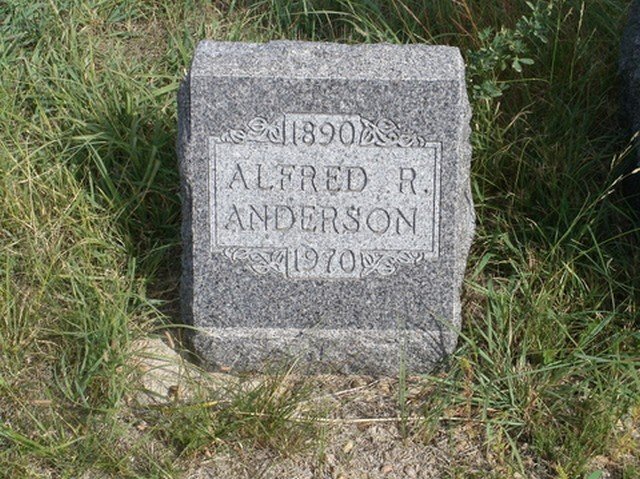 1890
ALFRED R.
ANDERSON
1970